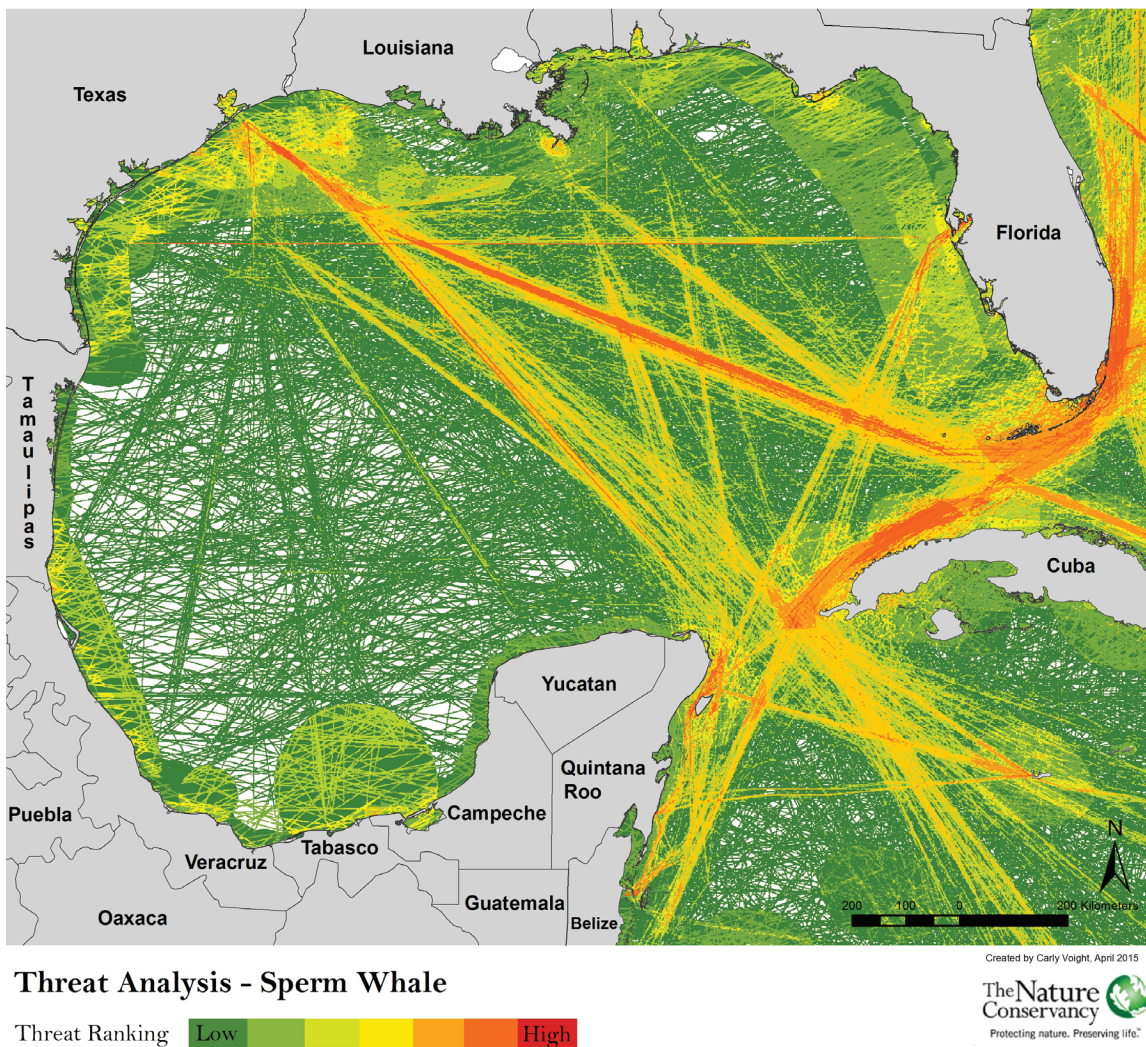 Louisiana
Texas
Florida
Tamaulipas
Cuba
Yucatan
Quintana
Roo
Campeche
Puebla
Tabasco
Veracruz
N
Guatemala
Oaxaca
Belize
200 100 0 200 Kilometers
Created by Carly Voight, April 2015
Threat Analysis - Sperm Whale
The Nature
Conservancy
Protecting nature. Preserving life.™
Threat Ranking Low High